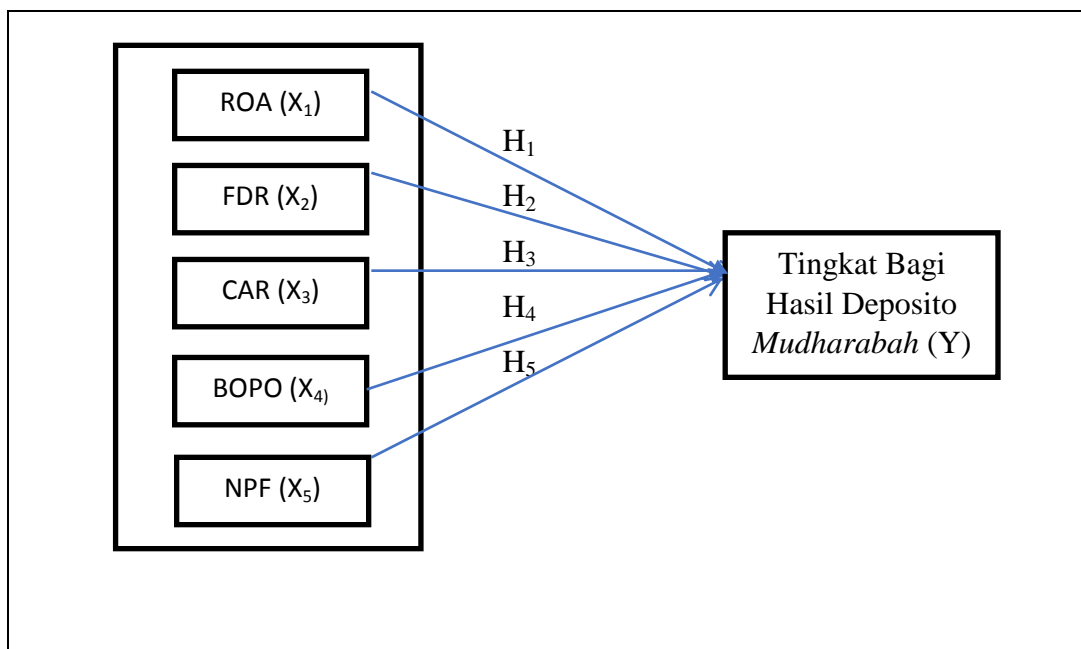 ROA (X₁)
H₁
FDR (X₂)
H₂
CAR (X₃)
H₃
BOPO (X₄)
H₄
NPF (X₅)
H₅
Tingkat Bagi
Hasil Deposito
Mudharabah (Y)